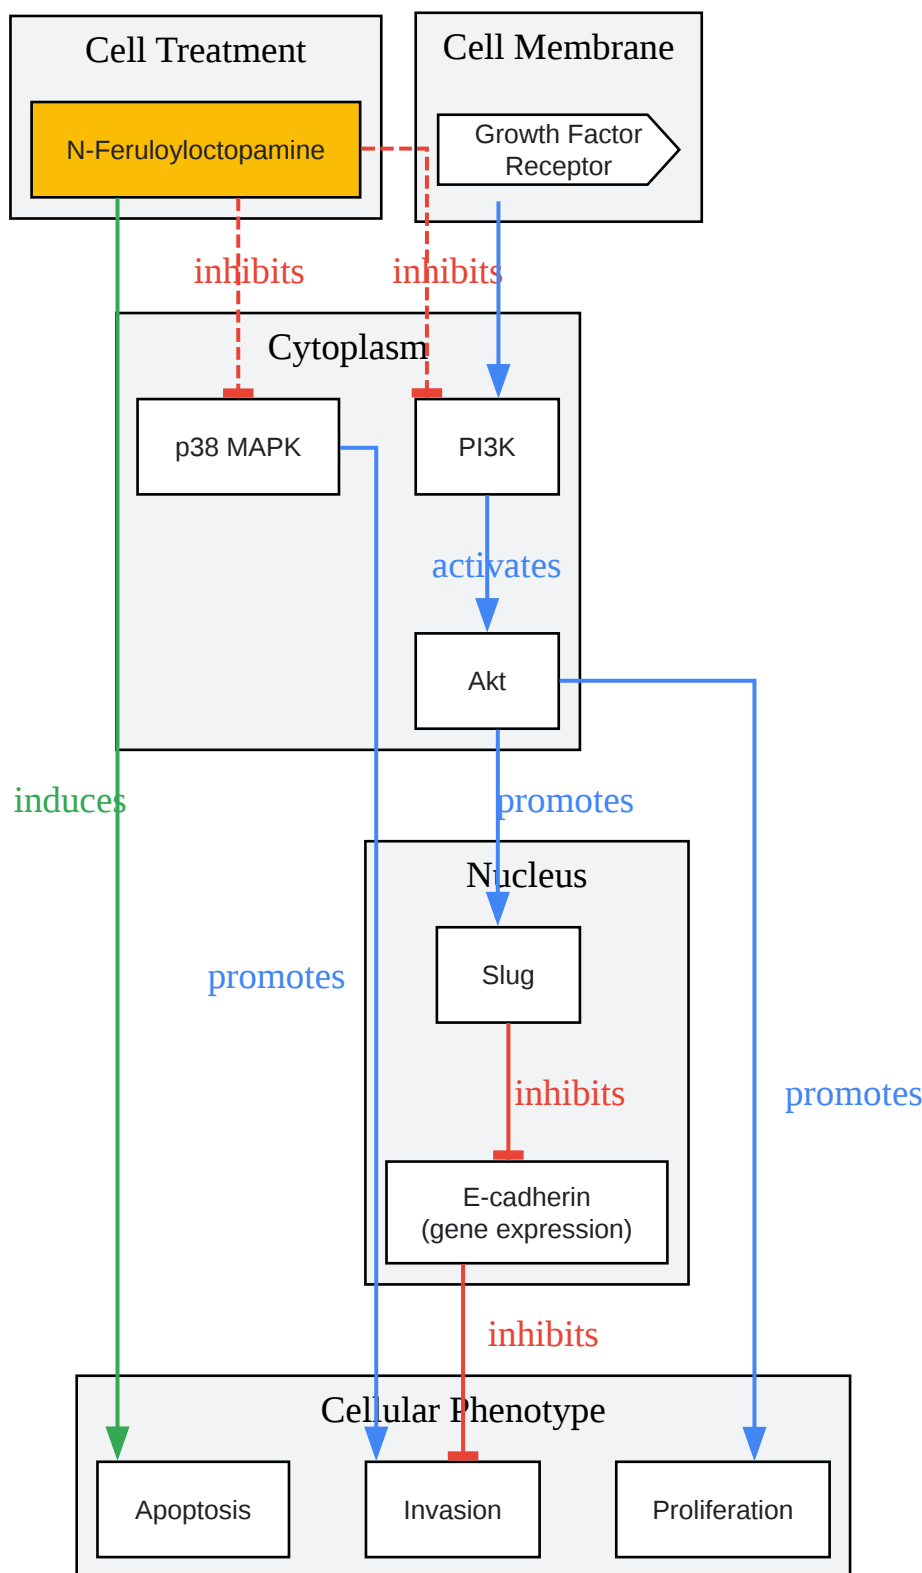 Cell Treatment
Cell Membrane
N-Feruloyloctopamine
Growth Factor
Receptor
inhibits
inhibits
Cytoplasm
p38 MAPK
PI3K
activates
Akt
induces
promotes
Nucleus
Slug
promotes
inhibits
promotes
E-cadherin
(gene expression)
inhibits
Cellular Phenotype
Apoptosis
Invasion
Proliferation